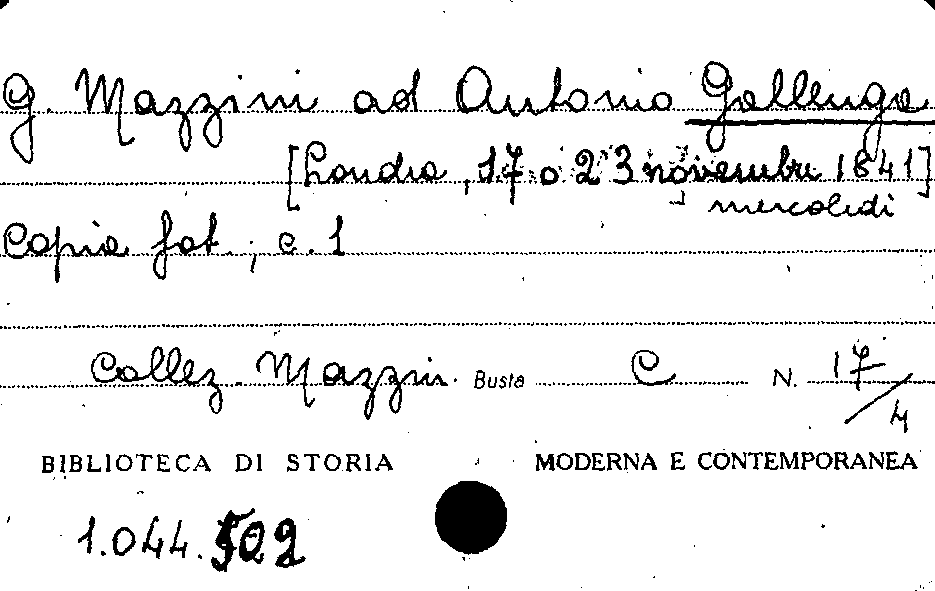 G. Mazzini ad Antonio Gallenga
[Londra, 17 o 23 novembre 1841]
mercoledì
Copia fot., c. 1
Collez. Mazzini Busta C N. 17/4
BIBLIOTECA DI STORIA MODERNA E CONTEMPORANEA
1.044.502